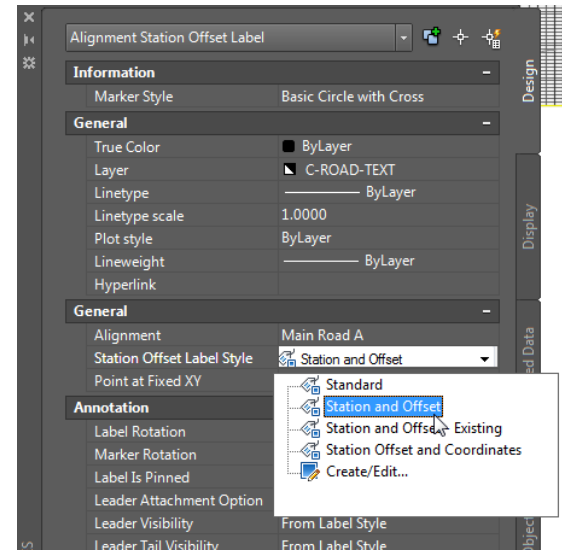 Alignment Station Offset Label
Information
Marker Style Basic Circle with Cross
General
True Color ByLayer
Layer C-ROAD-TEXT
Linetype ByLayer
Linetype scale 1.0000
Plot style ByLayer
Lineweight ByLayer
Hyperlink
General
Alignment Main Road A
Station Offset Label Style Station and Offset
Point at Fixed XY
Standard
Station and Offset
Station and Offset - Existing
Station Offset and Coordinates
Create/Edit...
Annotation
Label Rotation
Marker Rotation
Label Is Pinned
Leader Attachment Option
Leader Visibility From Label Style
Leader Tail Visibility From Label Style
Design
Display
ed Data
Object